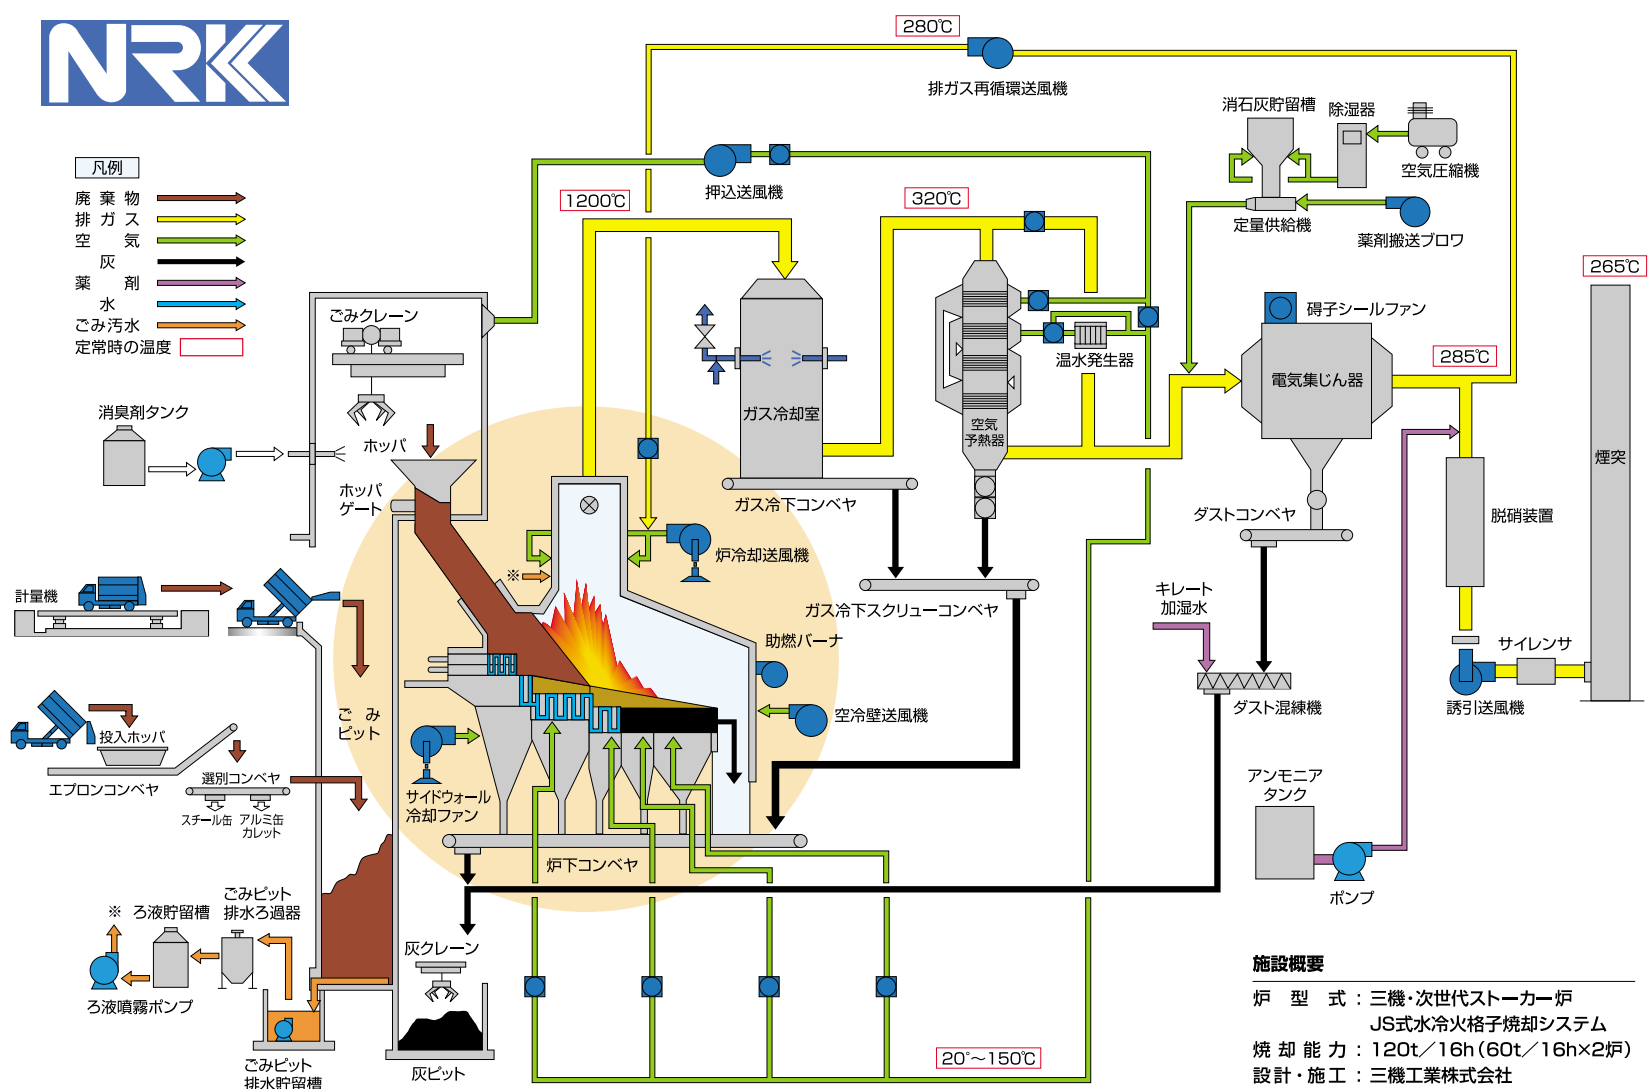 NRK
280℃
排ガス再循環送風機
消石灰貯留槽
除湿器
空気圧縮機
凡例
廃棄物
排ガス
空気
灰
薬剤
水
ごみ汚水
定常時の温度
押込送風機
1200℃
320℃
定量供給機
薬剤搬送ブロワ
265℃
ごみクレーン
碍子シールファン
285℃
温水発生器
電気集じん器
消臭剤タンク
ホッパ
ガス冷却室
空気
予熱器
煙突
ホッパ
ゲート
ガス冷下コンベヤ
ダストコンベヤ
脱硝装置
炉冷却送風機
※
計量機
ガス冷下スクリューコンベヤ
キレート
加湿水
助燃バーナ
サイレンサ
ごみ
ピット
空冷壁送風機
ダスト混練機
誘引送風機
投入ホッパ
エプロンコンベヤ
選別コンベヤ
スチール缶
アルミ缶
カレット
サイドウォール
冷却ファン
アンモニア
タンク
炉下コンベヤ
ポンプ
※
ろ液貯留槽
ごみピット
排水ろ過器
灰クレーン
ろ液噴霧ポンプ
ごみピット
排水貯留槽
灰ピット
20°～150℃
施設概要
炉型式：三機・次世代ストーカー炉
JS式水冷火格子焼却システム
焼却能力：120t／16h（60t／16h×2炉）
設計・施工：三機工業株式会社